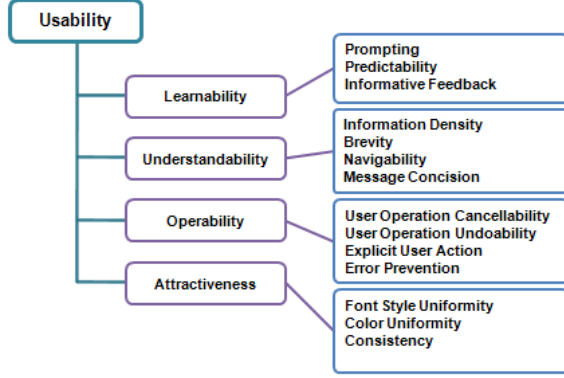 Usability
Learnability
Prompting
Predictability
Informative Feedback
Understandability
Information Density
Brevity
Navigability
Message Concision
Operability
User Operation Cancellability
User Operation Undoability
Explicit User Action
Error Prevention
Attractiveness
Font Style Uniformity
Color Uniformity
Consistency